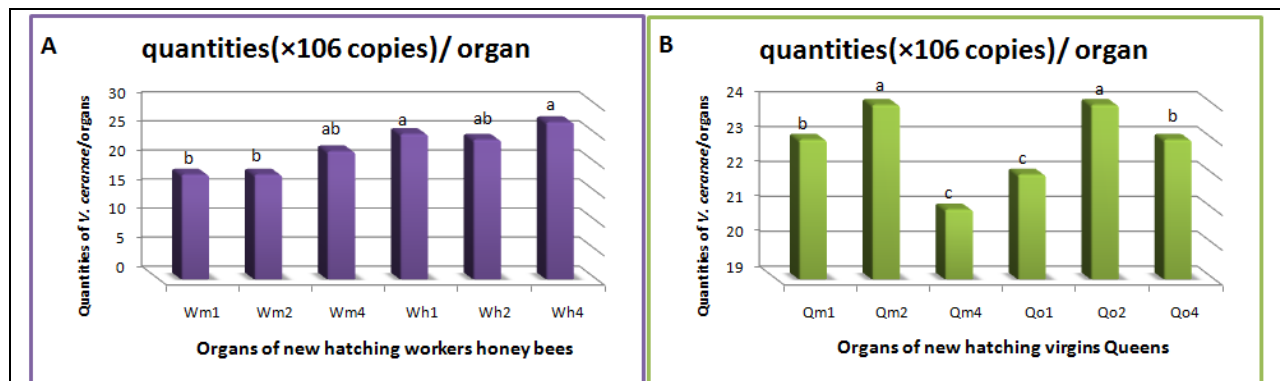 A
quantities(×106 copies)/ organ
Quantities of V. ceranae/organs
30
25
20
15
10
5
0
b
b
ab
a
ab
a
Wm1 Wm2 Wm4 Wh1 Wh2 Wh4
Organs of new hatching workers honey bees
B
quantities(×106 copies)/ organ
Quantities of V. ceranae/organs
24
23
22
21
20
19
b
a
c
c
a
b
Qm1 Qm2 Qm4 Qo1 Qo2 Qo4
Organs of new hatching virgins Queens